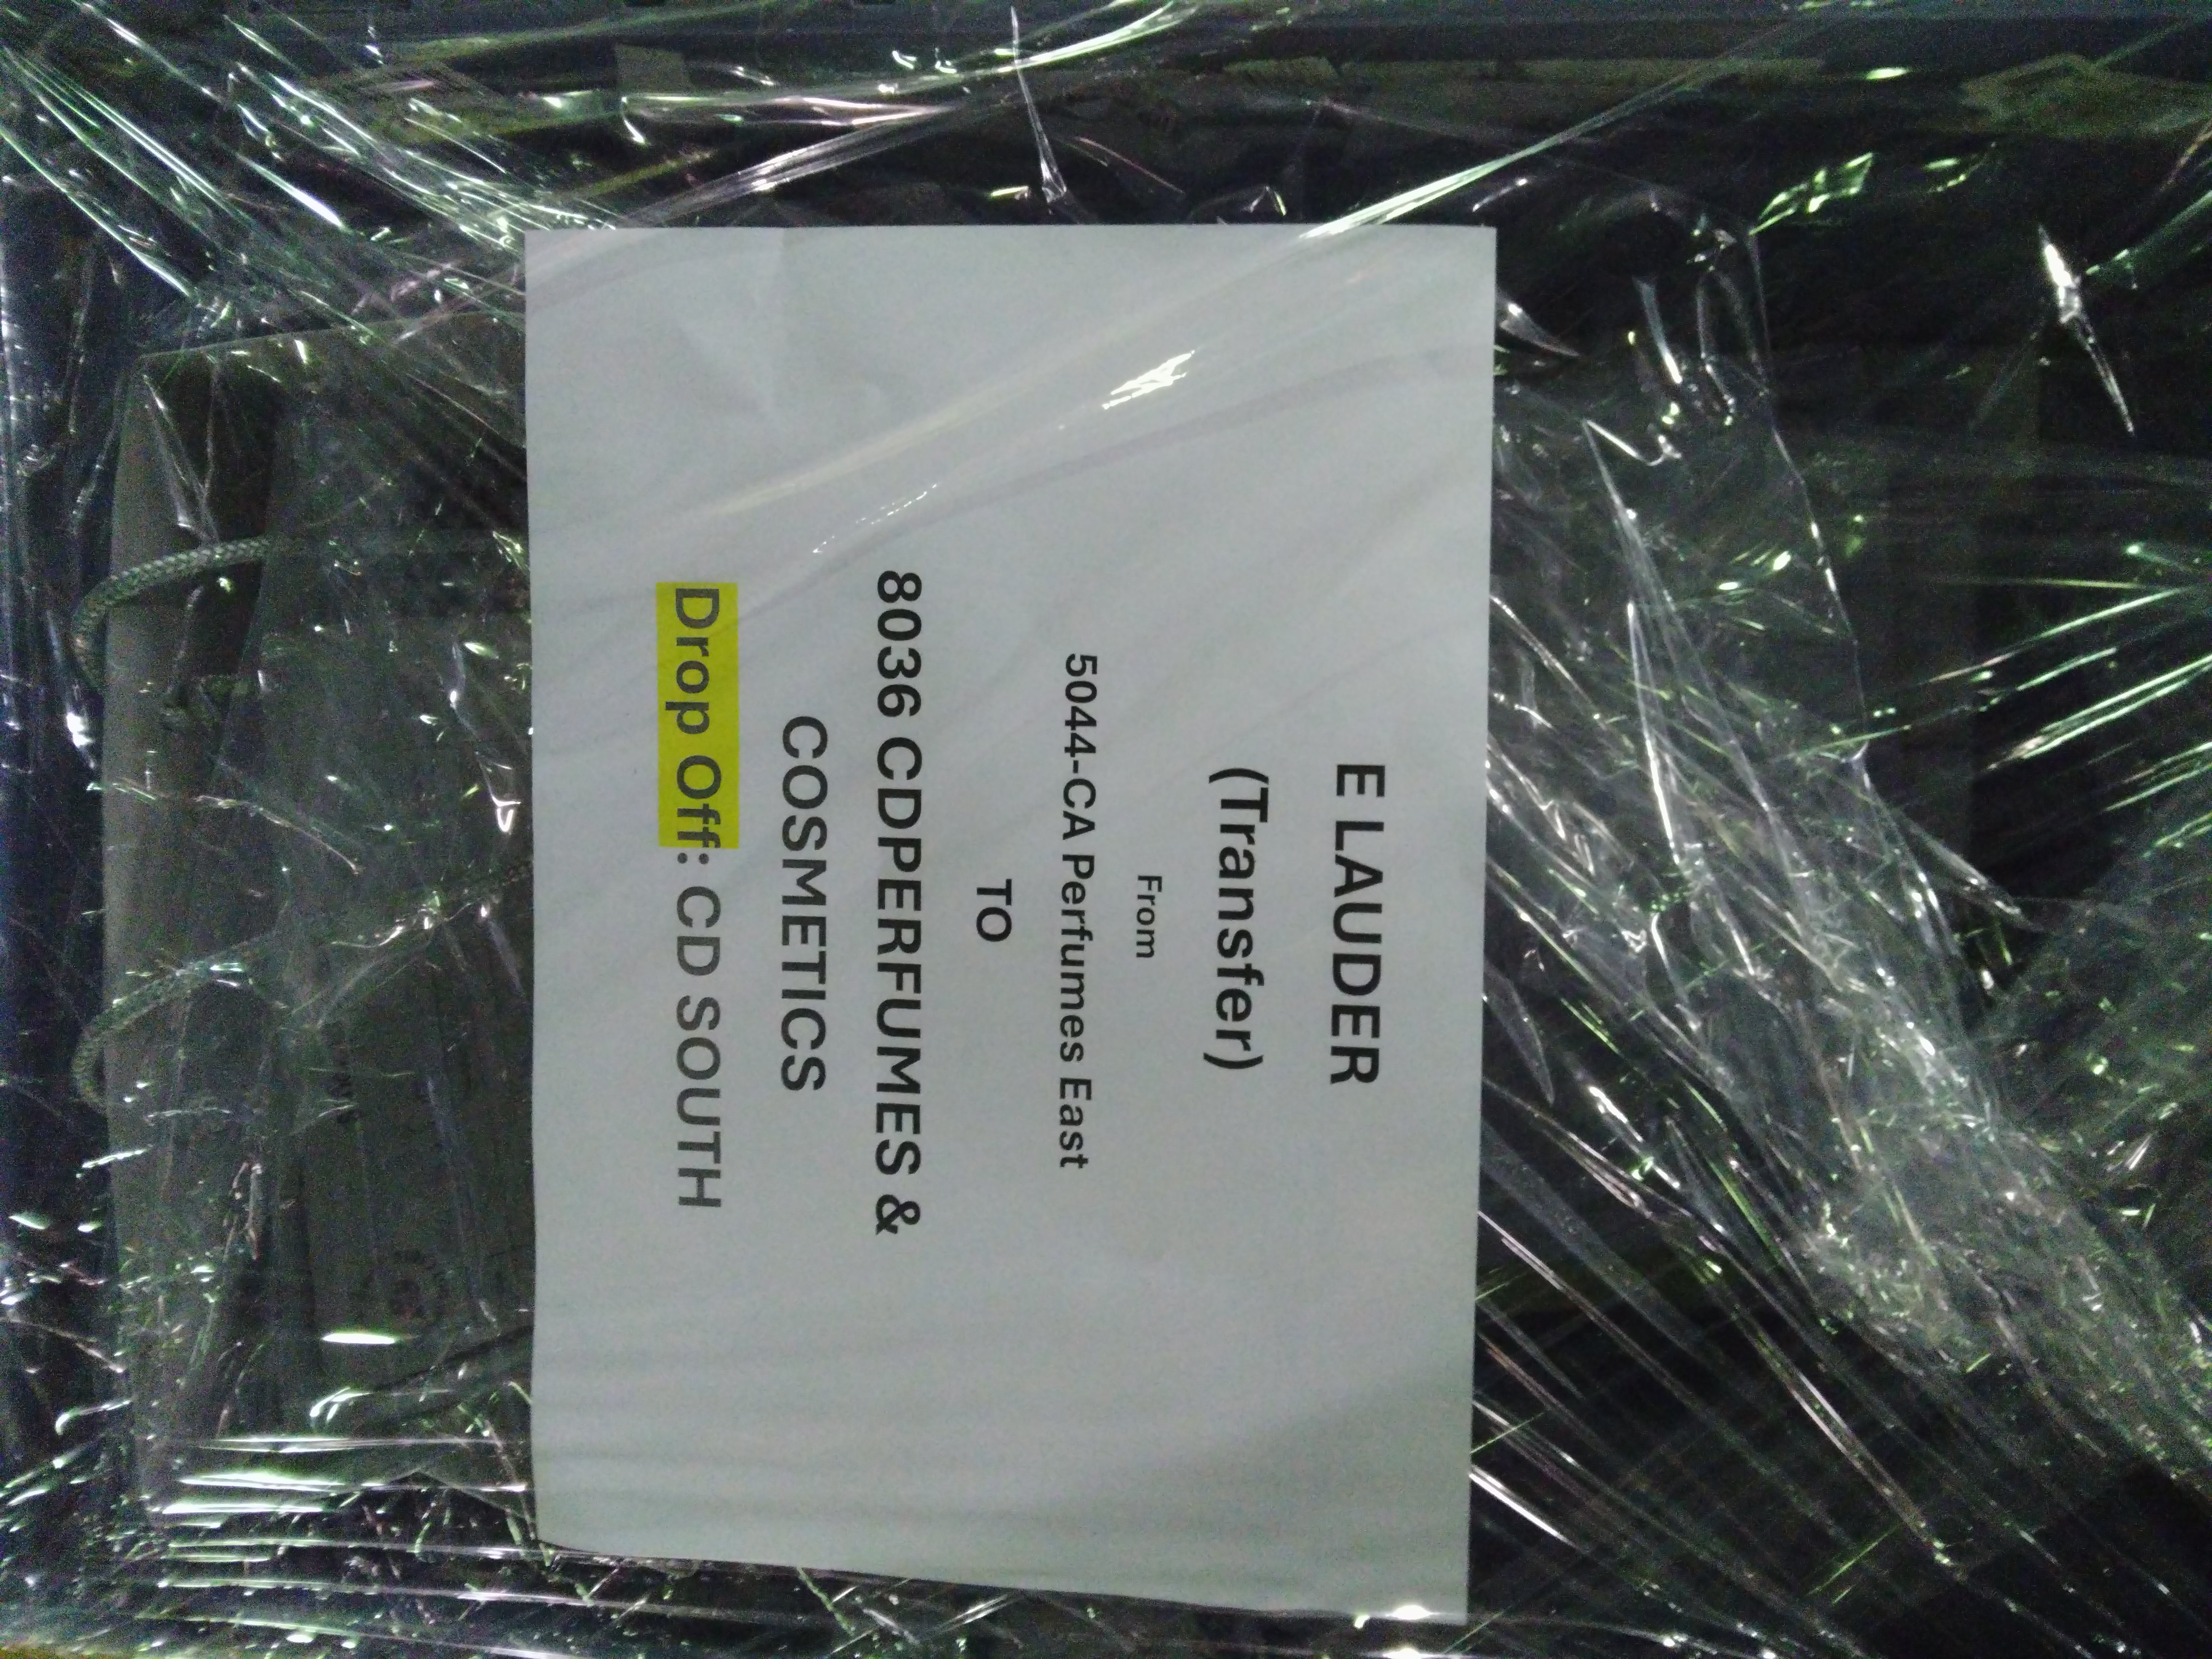 E LAUDER
(Transfer)
From
5044-CA Perfumes East
TO
8036 CDPERFUMES &
COSMETICS
Drop Off: CD SOUTH